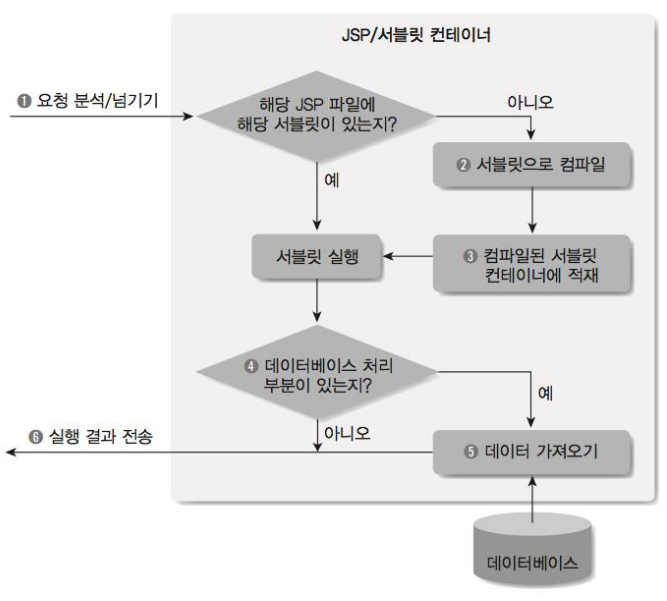 JSP/서블릿 컨테이너
❶ 요청 분석/넘기기
해당 JSP 파일에
해당 서블릿이 있는지?
아니오
❷ 서블릿으로 컴파일
예
서블릿 실행
❸ 컴파일된 서블릿
컨테이너에 적재
❹ 데이터베이스 처리
부분이 있는지?
예
아니오
❻ 실행 결과 전송
❺ 데이터 가져오기
데이터베이스